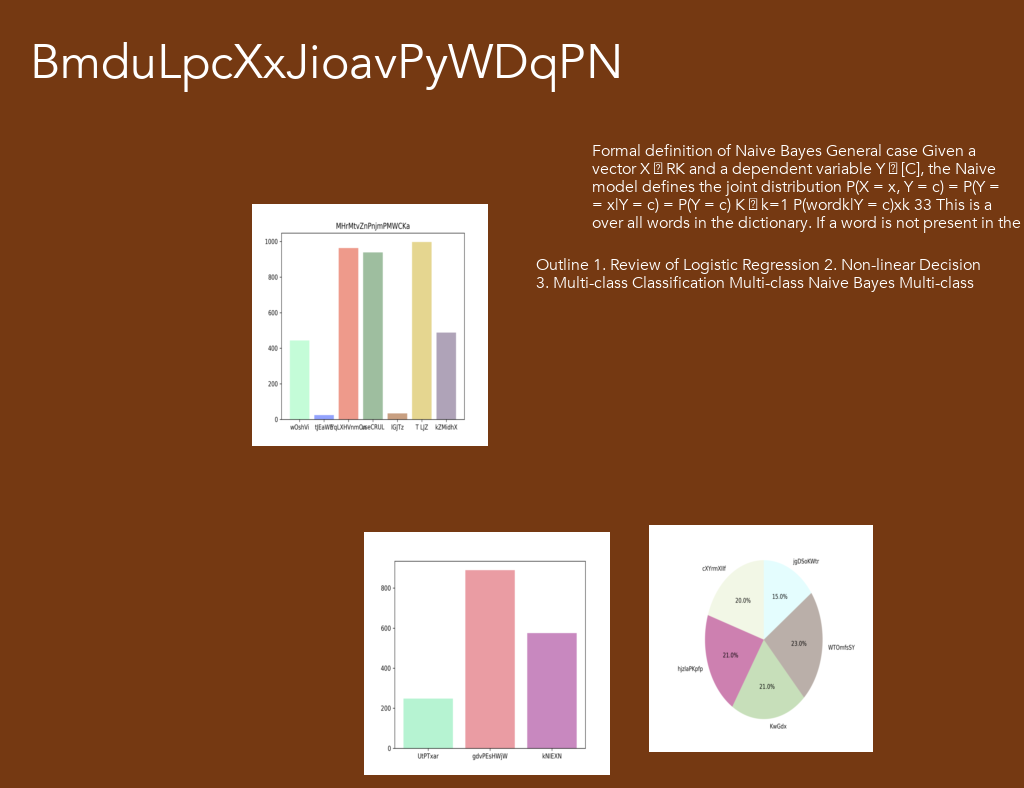 BmduLpcXxJioavPyWDqPN
Formal definition of Naive Bayes General case Given a
vector X ⍰ RK and a dependent variable Y ⍰ [C], the Naive
model defines the joint distribution P(X = x, Y = c) = P(Y =
= x|Y = c) = P(Y = c) K ⍰ k=1 P(wordk|Y = c)xk 33 This is a
over all words in the dictionary. If a word is not present in the
Outline 1. Review of Logistic Regression 2. Non-linear Decision
3. Multi-class Classification Multi-class Naive Bayes Multi-class
MHrMtvZnPnjmPMWCKa
1000
800
600
400
200
0
wOshVi
lGjTz
T LJZ
kZMidhX
800
600
400
200
0
UtPTxar
gdvPEsHWjW
kNIEXN
jgDSoKWtr
15.0%
cXYrmXIlf
20.0%
23.0%
WTOmfsSY
21.0%
hjzlaPKpfp
21.0%
KwGdx